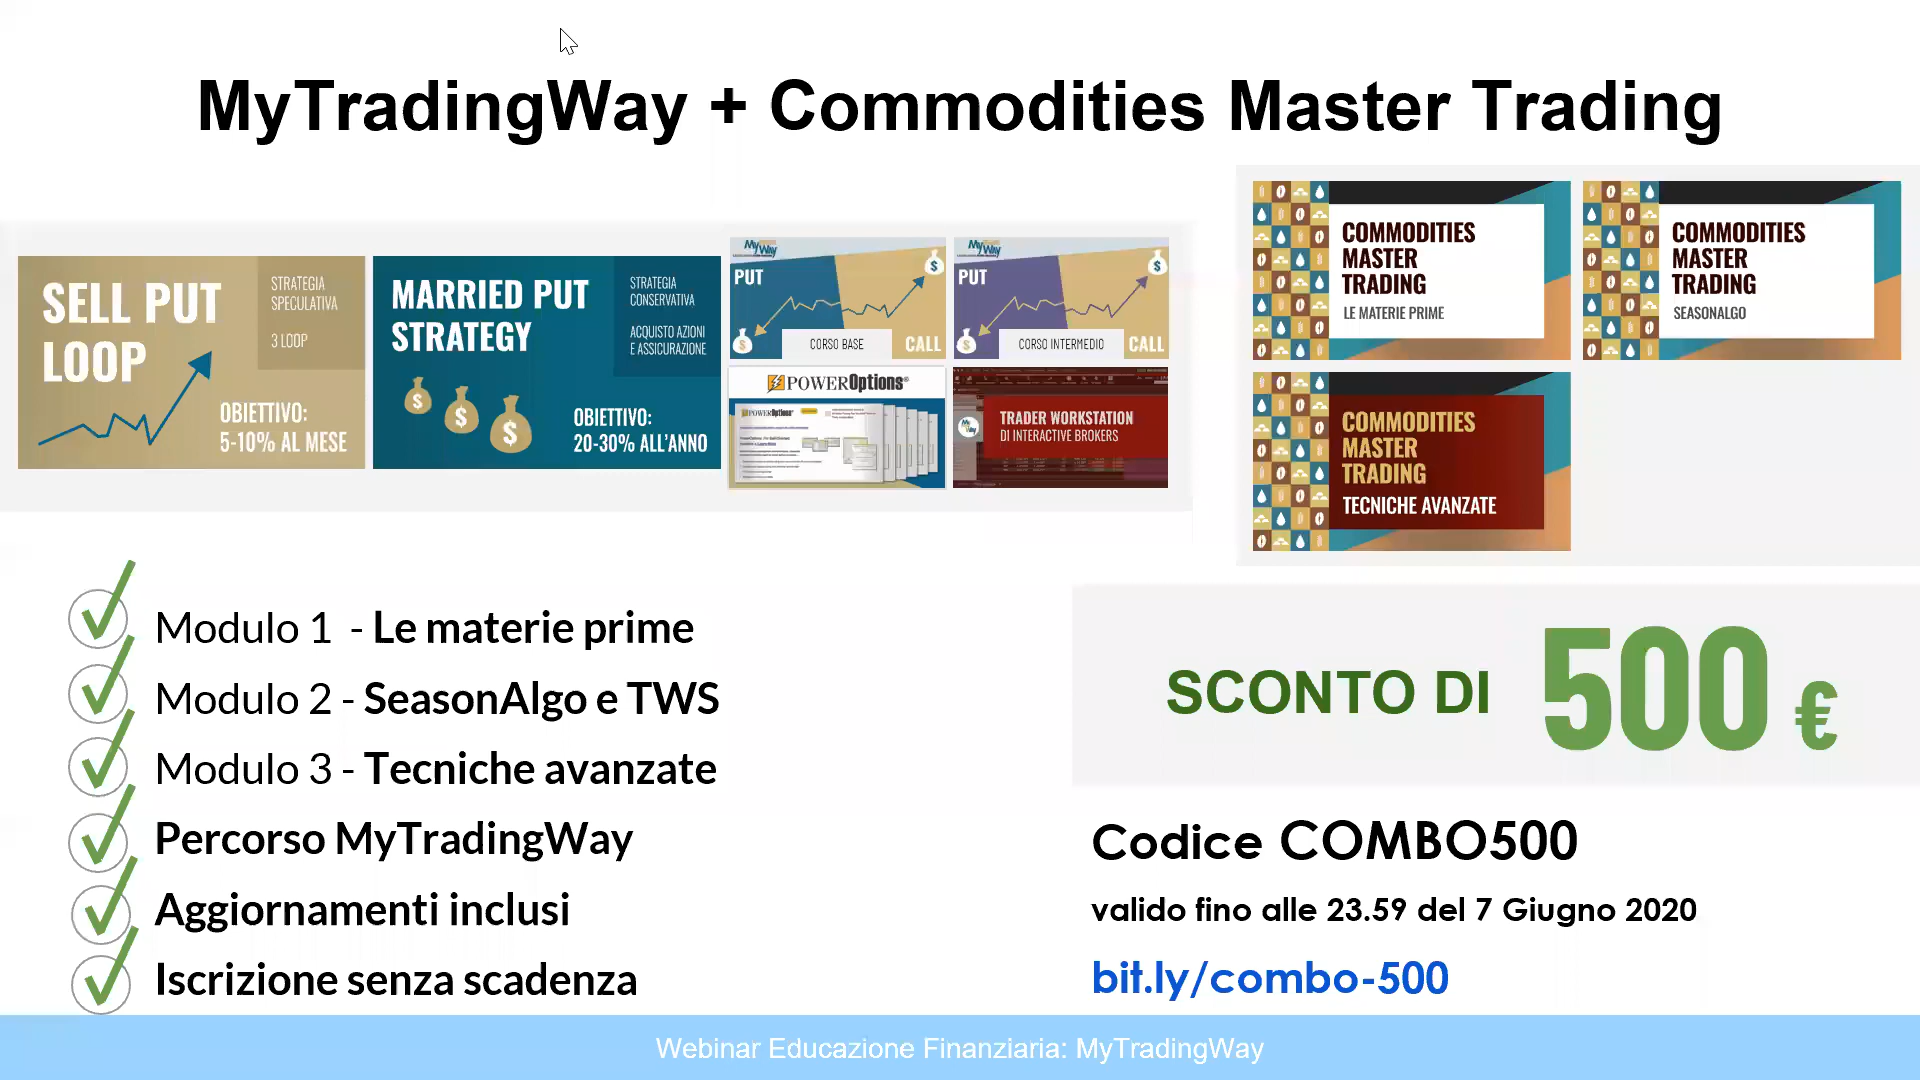 MyTradingWay + Commodities Master Trading
SELL PUT
LOOP
STRATEGIA
SPECULATIVA
3 LOOP
OBIETTIVO:
5-10% AL MESE
MARRIED PUT
STRATEGY
STRATEGIA
CONSERVATIVA
ACQUISTO AZIONI
E ASSICURAZIONE
OBIETTIVO:
20-30% ALL'ANNO
My Way
PUT
CORSO BASE
CALL
My Way
PUT
CORSO INTERMEDIO
CALL
POWEROptions®
POWEROptions®
TRADER WORKSTATION
DI INTERACTIVE BROKERS
COMMODITIES
MASTER
TRADING
LE MATERIE PRIME
COMMODITIES
MASTER
TRADING
SEASONALGO
COMMODITIES
MASTER
TRADING
TECNICHE AVANZATE
Modulo 1 - Le materie prime
Modulo 2 - SeasonAlgo e TWS
Modulo 3 - Tecniche avanzate
Percorso MyTradingWay
Aggiornamenti inclusi
Iscrizione senza scadenza
SCONTO DI 500 €
Codice COMBO500
valido fino alle 23.59 del 7 Giugno 2020
bit.ly/combo-500
Webinar Educazione Finanziaria: MyTradingWay